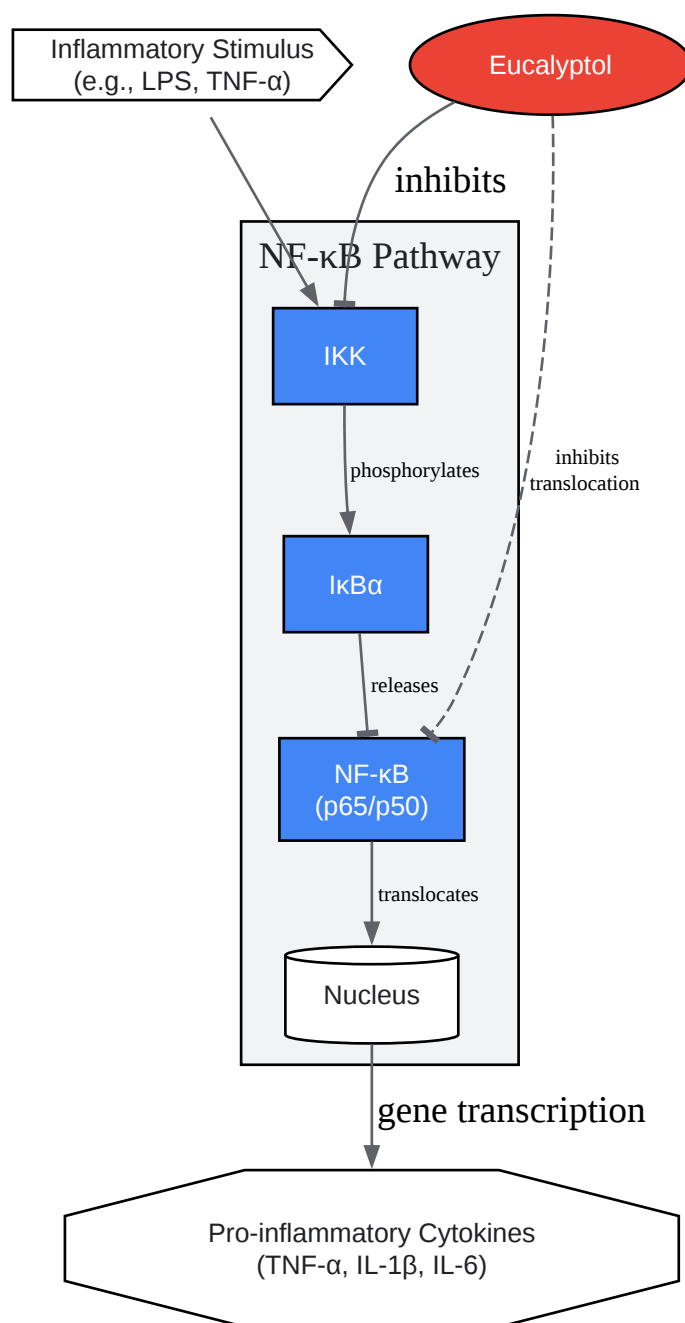 Inflammatory Stimulus
(e.g., LPS, TNF-α)
Eucalyptol
inhibits
NF-κB Pathway
IKK
phosphorylates
inhibits
translocation
IκBα
releases
NF-κB
(p65/p50)
translocates
Nucleus
gene transcription
Pro-inflammatory Cytokines
(TNF-α, IL-1β, IL-6)